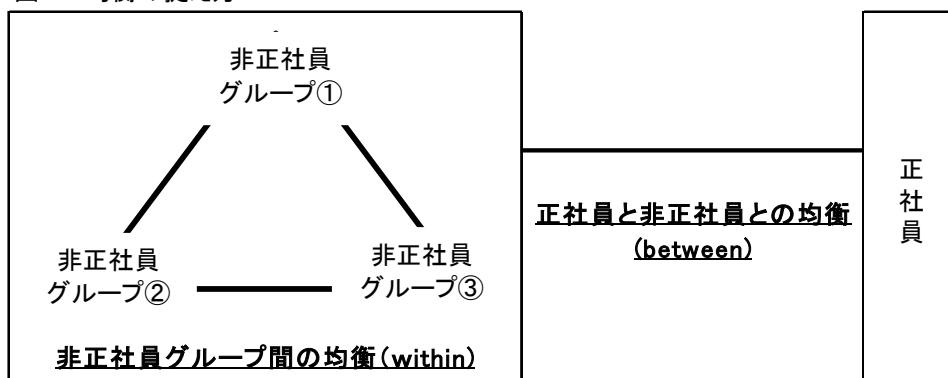 非正社員
グループ①
非正社員
グループ②
非正社員
グループ③
非正社員グループ間の均衡(within)
正社員と非正社員との均衡
(between)
正社員